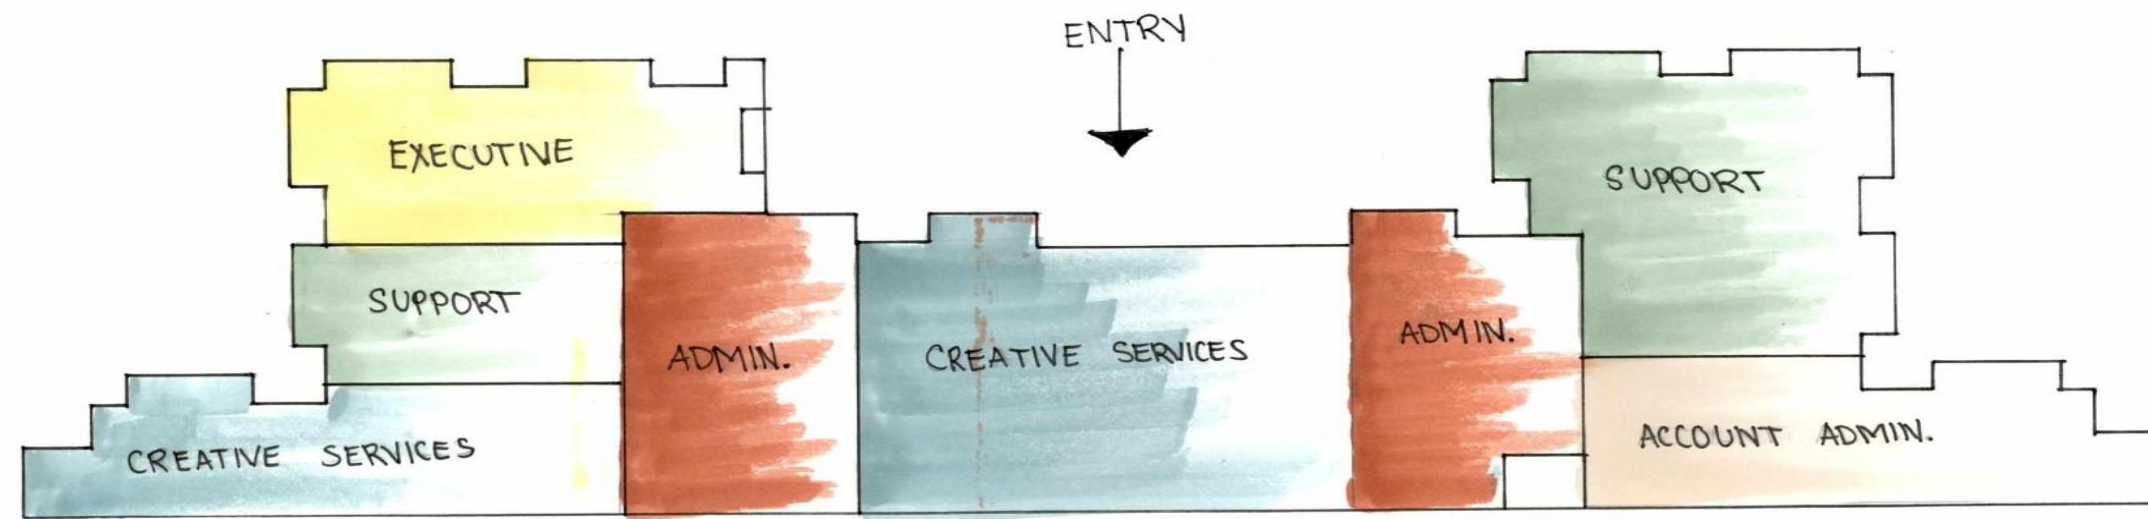 ENTRY
EXECUTIVE
SUPPORT
SUPPORT
ADMIN.
CREATIVE SERVICES
ADMIN.
CREATIVE SERVICES
ACCOUNT ADMIN.